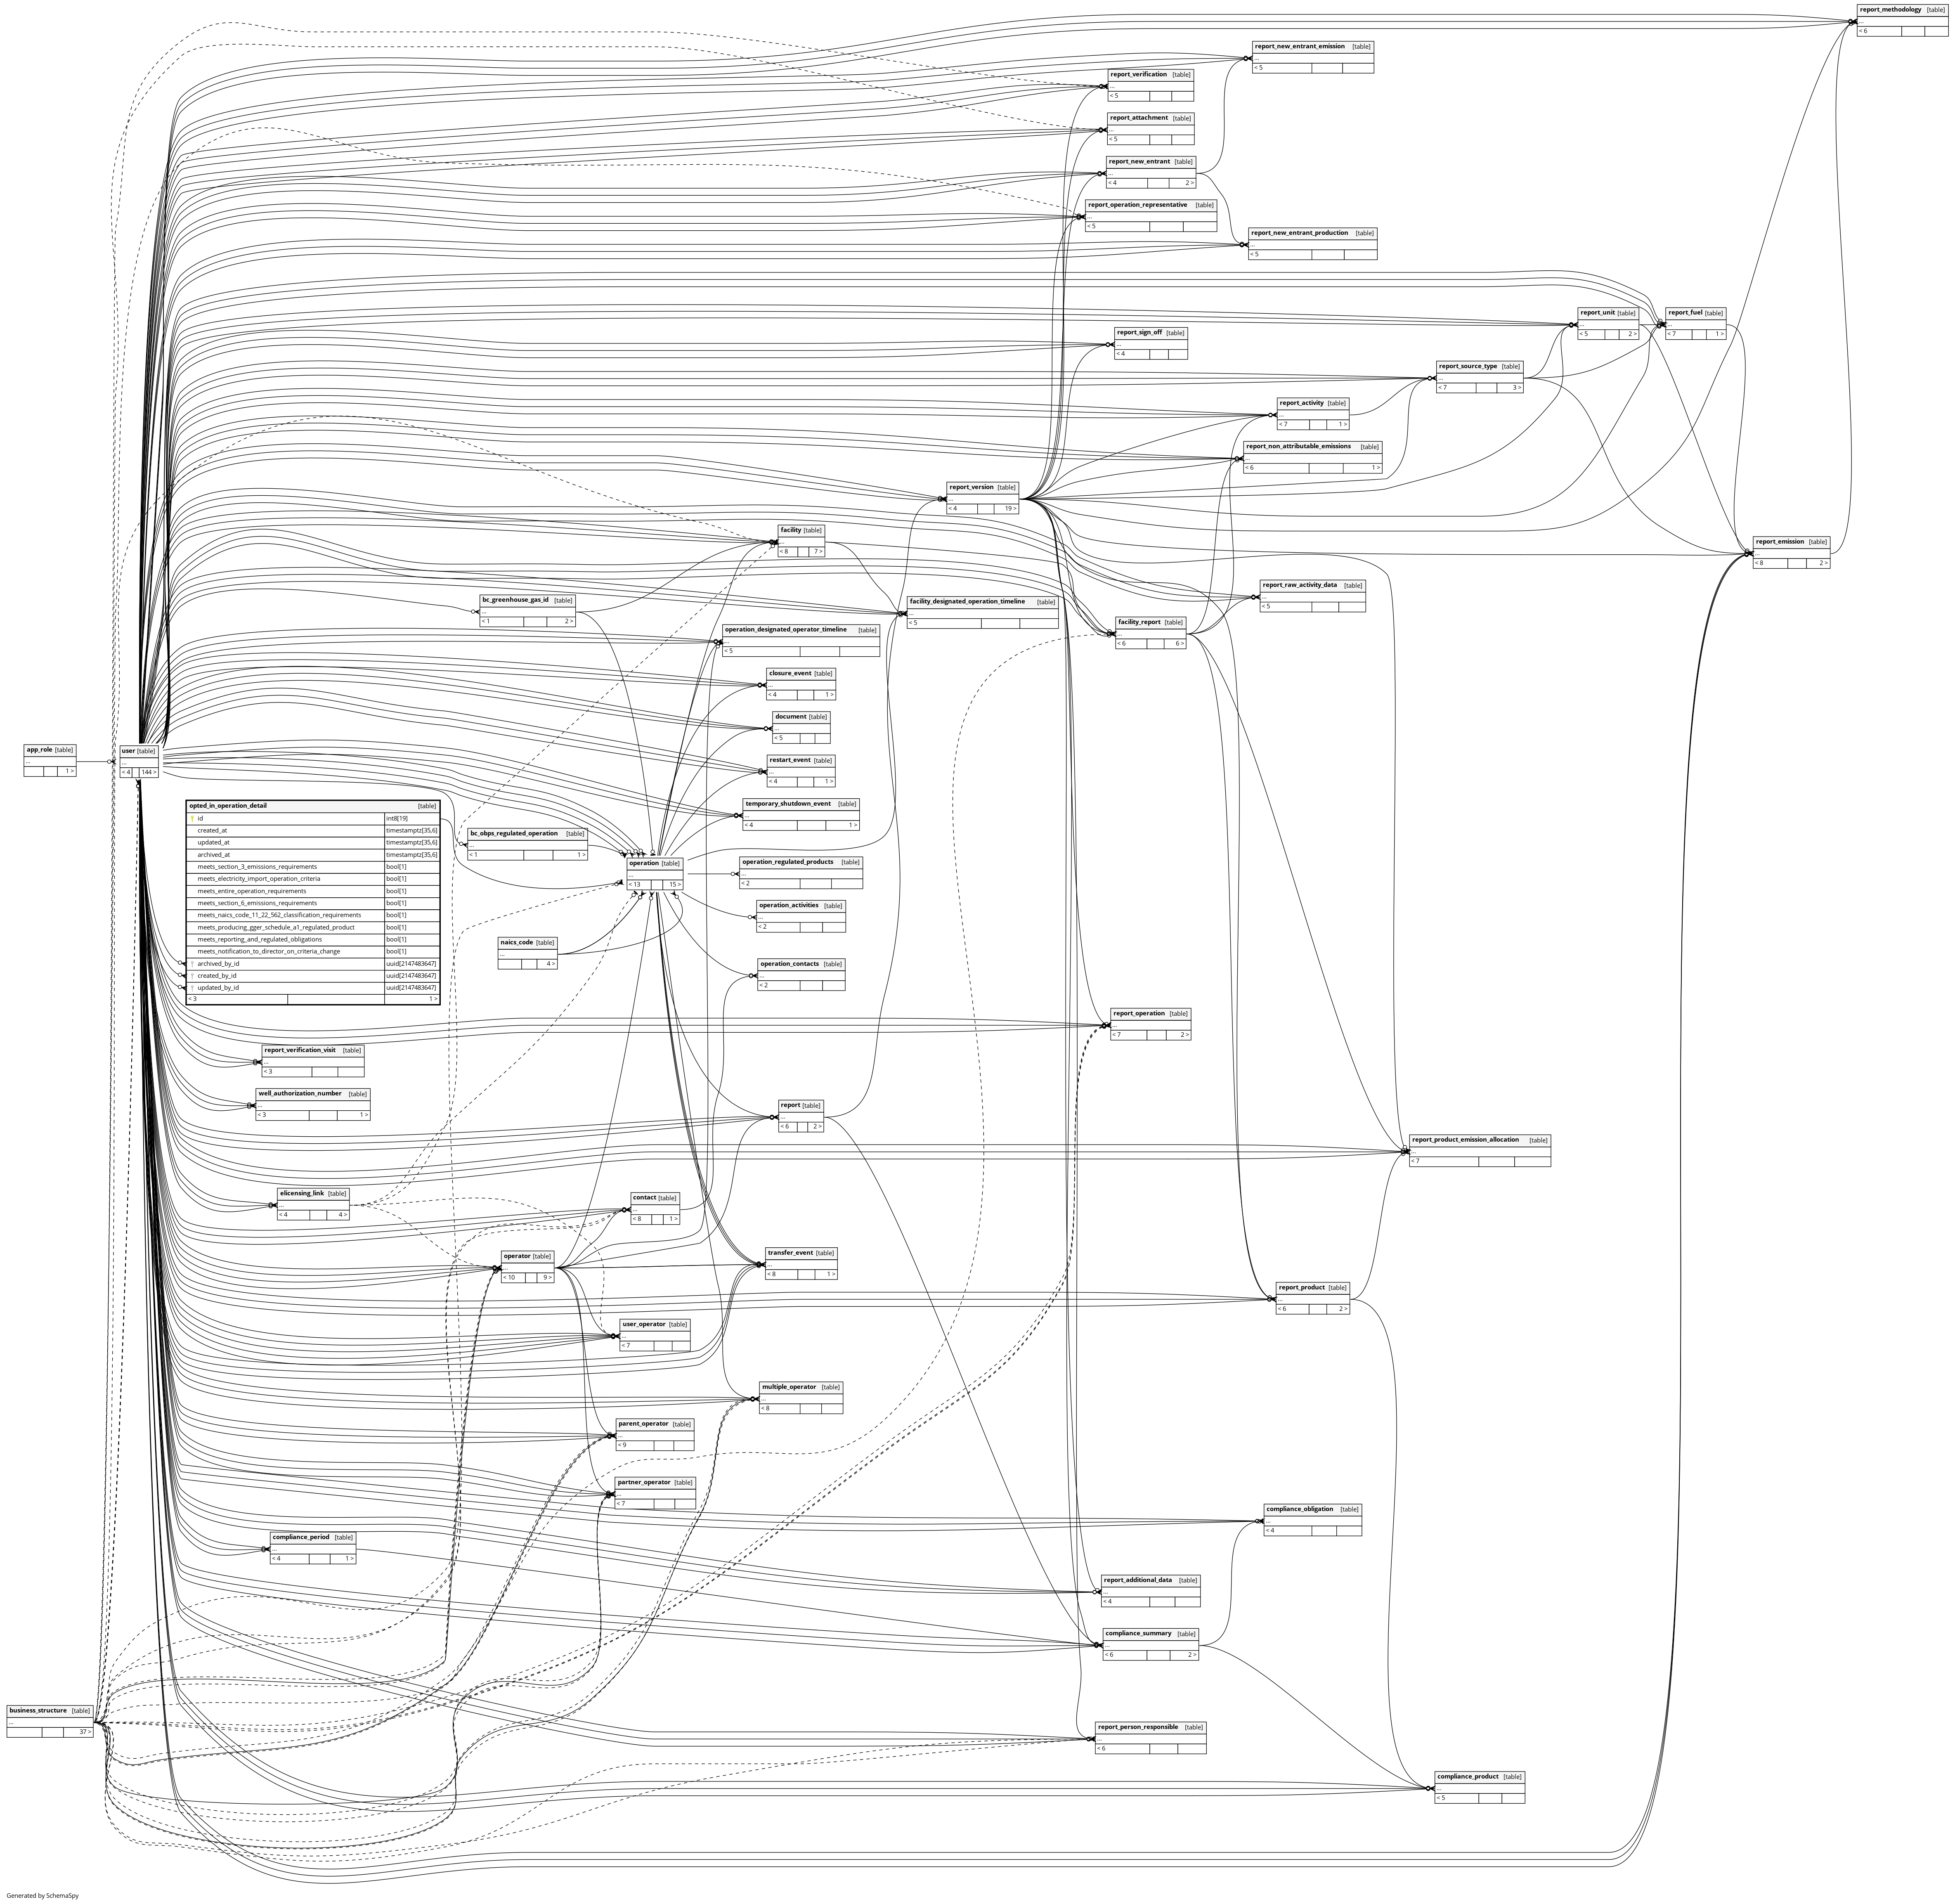 report_methodology [table]
...
< 6
report_new_entrant_emission [table]
...
< 5
report_verification [table]
...
< 5
report_attachment [table]
...
< 5
report_new_entrant [table]
...
< 4 2 >
report_operation_representative [table]
...
< 5
report_new_entrant_production [table]
...
< 5
report_unit [table]
...
< 5 2 >
report_fuel [table]
...
< 7 1 >
report_sign_off [table]
...
< 4
report_source_type [table]
...
< 7 3 >
report_activity [table]
...
< 7 1 >
report_non_attributable_emissions [table]
...
< 6 1 >
report_version [table]
...
< 4 19 >
facility [table]
...
< 8 7 >
report_emission [table]
...
< 8 2 >
report_raw_activity_data [table]
...
< 5
bc_greenhouse_gas_id [table]
...
< 1 2 >
facility_designated_operation_timeline [table]
...
< 5
facility_report [table]
...
< 6 6 >
operation_designated_operator_timeline [table]
...
< 5
closure_event [table]
...
< 4 1 >
document [table]
...
< 5
app_role [table]
...
1 >
user [table]
...
< 4 144 >
restart_event [table]
...
< 4 1 >
temporary_shutdown_event [table]
...
< 4 1 >
opted_in_operation_detail [table]
id int8[19]
created_at timestamptz[35,6]
updated_at timestamptz[35,6]
archived_at timestamptz[35,6]
meets_section_3_emissions_requirements bool[1]
meets_electricity_import_operation_criteria bool[1]
meets_entire_operation_requirements bool[1]
meets_section_6_emissions_requirements bool[1]
meets_naics_code_11_22_562_classification_requirements bool[1]
meets_producing_gger_schedule_a1_regulated_product bool[1]
meets_reporting_and_regulated_obligations bool[1]
meets_notification_to_director_on_criteria_change bool[1]
archived_by_id uuid[2147483647]
created_by_id uuid[2147483647]
updated_by_id uuid[2147483647]
< 3 1 >
bc_obps_regulated_operation [table]
...
< 1 1 >
operation [table]
...
< 13 15 >
operation_regulated_products [table]
...
< 2
operation_activities [table]
...
< 2
naics_code [table]
...
4 >
operation_contacts [table]
...
< 2
report_operation [table]
...
< 7 2 >
report_verification_visit [table]
...
< 3
well_authorization_number [table]
...
< 3 1 >
report [table]
...
< 6 2 >
report_product_emission_allocation [table]
...
< 7
elicensing_link [table]
...
< 4 4 >
contact [table]
...
< 8 1 >
operator [table]
...
< 10 9 >
transfer_event [table]
...
< 8 1 >
report_product [table]
...
< 6 2 >
user_operator [table]
...
< 7
multiple_operator [table]
...
< 8
parent_operator [table]
...
< 9
partner_operator [table]
...
< 7
compliance_obligation [table]
...
< 4
compliance_period [table]
...
< 4 1 >
report_additional_data [table]
...
< 4
compliance_summary [table]
...
< 6 2 >
business_structure [table]
...
37 >
report_person_responsible [table]
...
< 6
compliance_product [table]
...
< 5
Generated by SchemaSpy